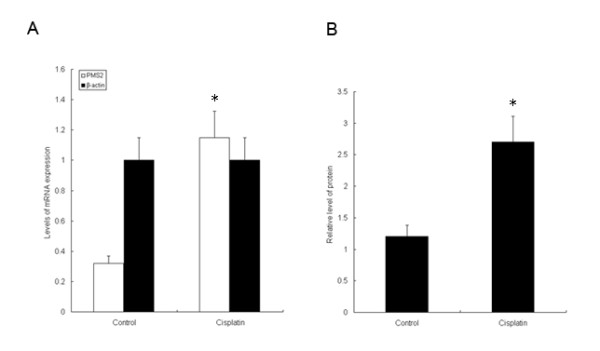 A
B
PMS2
β-actin
1.6
1.4
1.2
1
0.8
0.6
0.4
0.2
0
Levels of mRNA expression
*
Control
Cisplatin
3.5
3
2.5
2
1.5
1
0.5
0
Relative level of protein
*
Control
Cisplatin